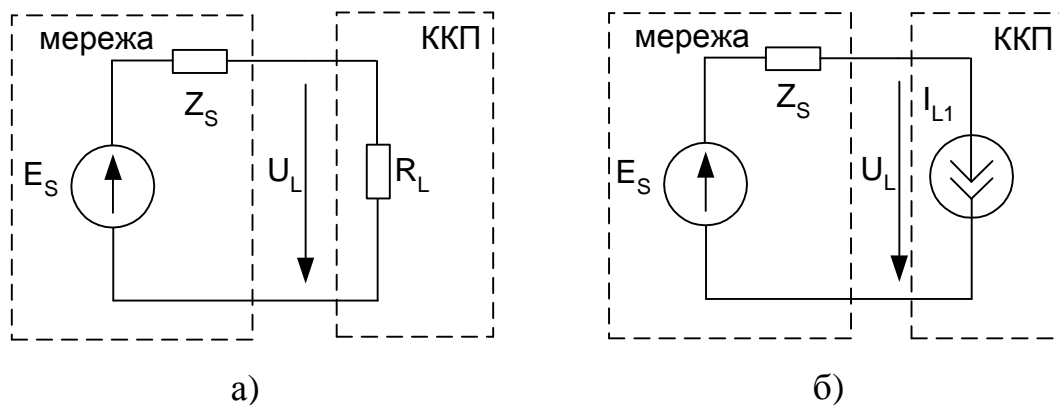 мережа
ККП
Z_S
E_S
U_L
R_L
а)
мережа
ККП
Z_S
I_L1
E_S
U_L
б)